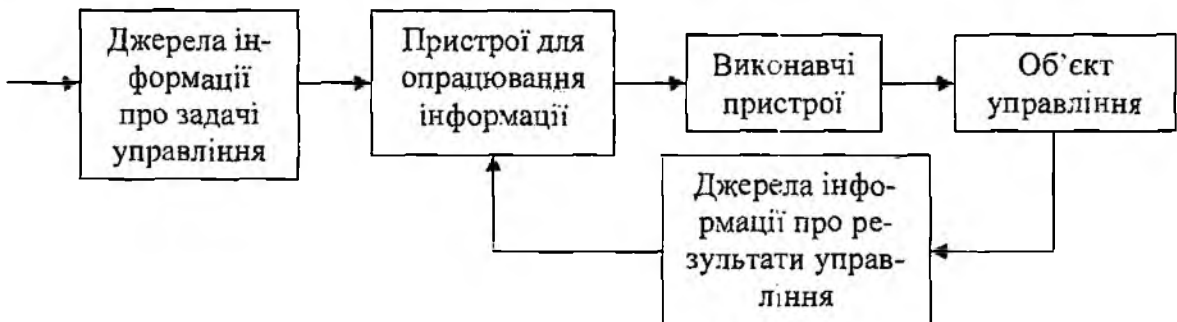 Джерела ін-
формації
про задачі
управління
Пристрої для
опрацювання
інформації
Виконавчі
пристрої
Об`єкт
управління
Джерела інфо-
рмації про ре-
зультати управ-
ління